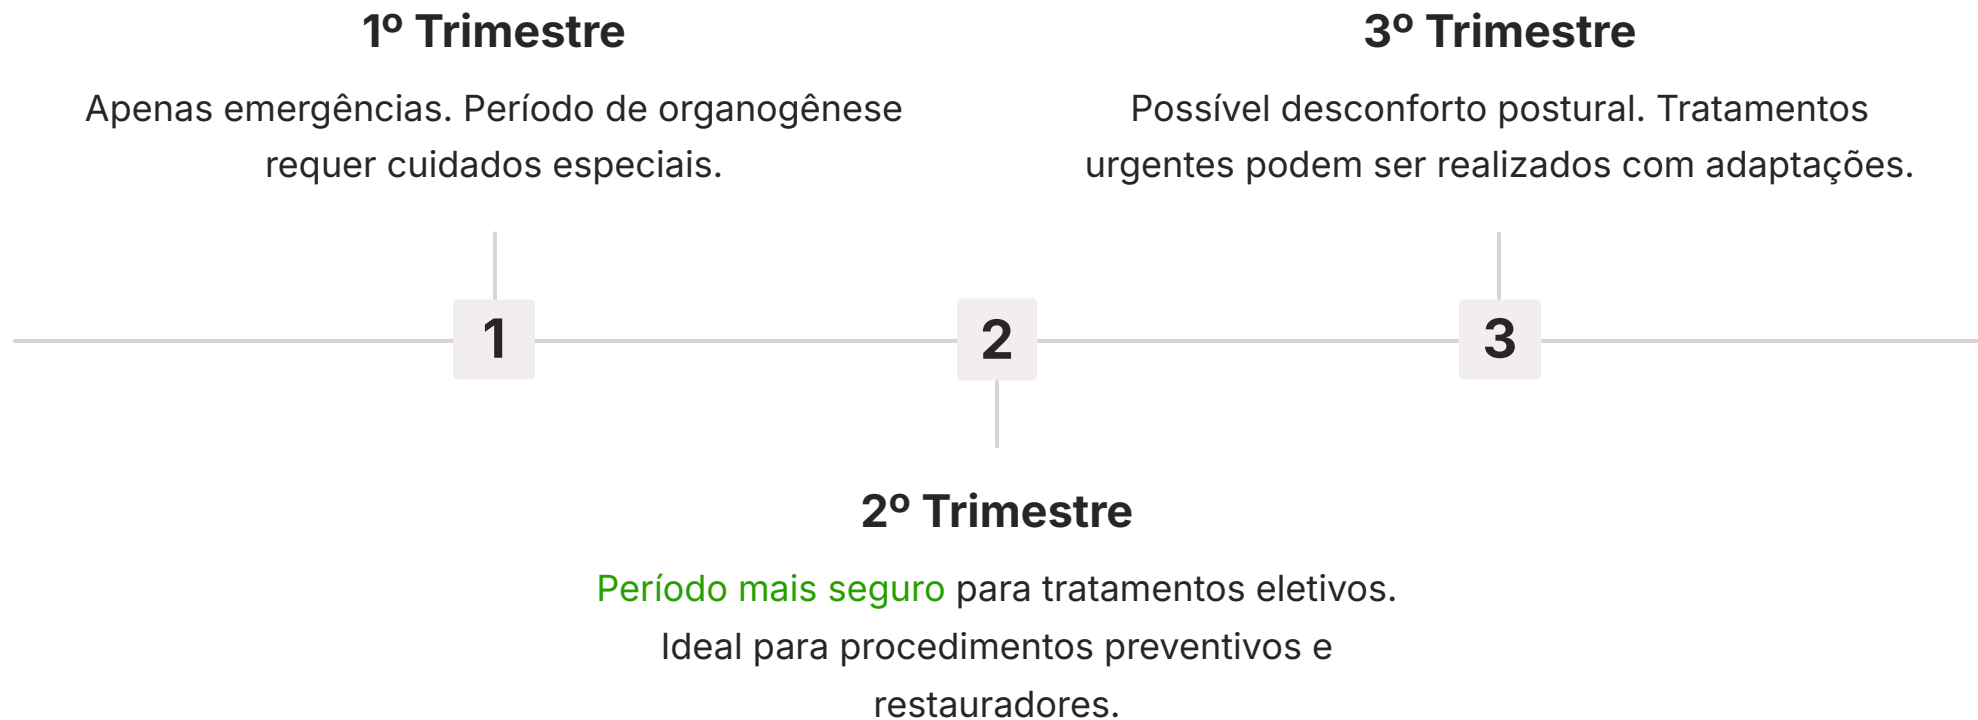 1º Trimestre
Apenas emergências. Período de organogênese
requer cuidados especiais.
3º Trimestre
Possível desconforto postural. Tratamentos
urgentes podem ser realizados com adaptações.
1
2
3
2º Trimestre
Período mais seguro para tratamentos eletivos.
Ideal para procedimentos preventivos e
restauradores.